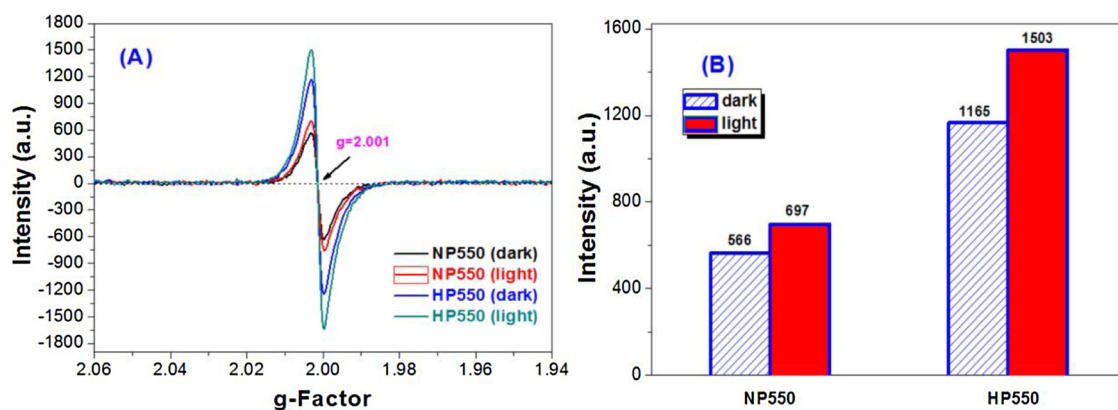 (A)
Intensity (a.u.)
1800
1500
1200
900
600
300
0
-300
-600
-900
-1200
-1500
-1800
g=2.001
NP550 (dark)
NP550 (light)
HP550 (dark)
HP550 (light)
2.06 2.04 2.02 2.00 1.98 1.96 1.94
g-Factor
(B)
Intensity (a.u.)
1600
1200
800
400
0
dark
light
566
697
1165
1503
NP550 HP550